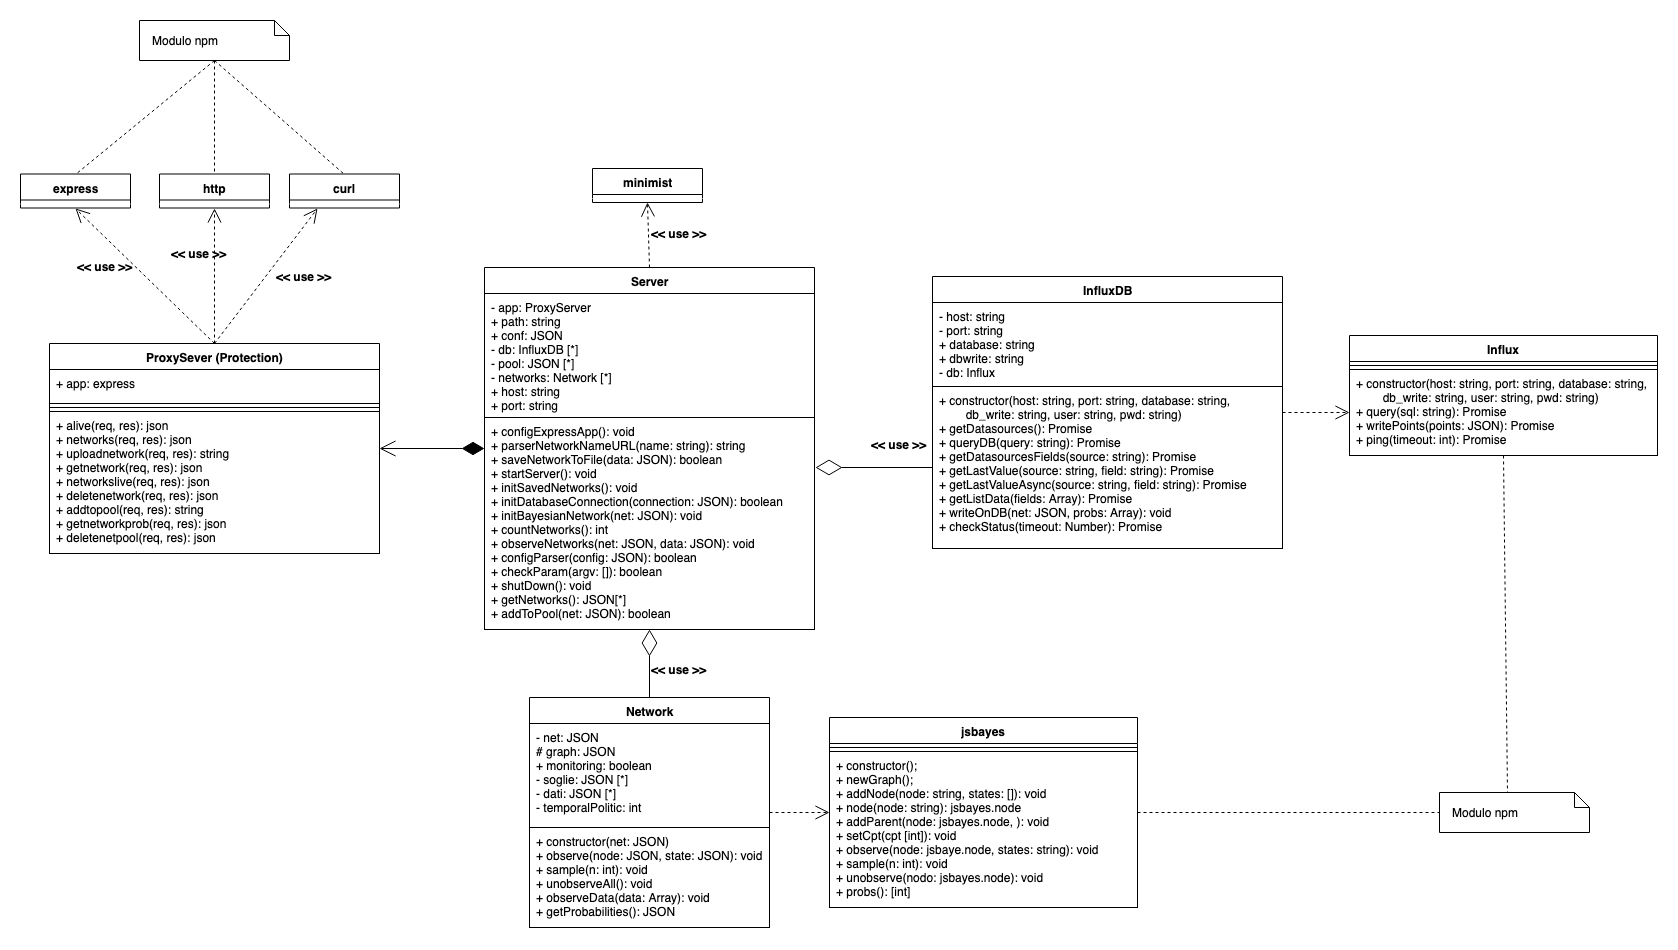 Modulo npm
express
http
curl
minimist
<< use >>
<< use >>
<< use >>
<< use >>
ProxySever (Protection)
+ app: express
+ alive(req, res): json
+ networks(req, res): json
+ uploadnetwork(req, res): string
+ getnetwork(req, res): json
+ networkslive(req, res): json
+ deletenetwork(req, res): json
+ addtopool(req, res): string
+ getnetworkprob(req, res): json
+ deletenetpool(req, res): json
Server
- app: ProxyServer
+ path: string
+ conf: JSON
- db: InfluxDB [*]
- pool: JSON [*]
- networks: Network [*]
+ host: string
+ port: string
+ configExpressApp(): void
+ parserNetworkNameURL(name: string): string
+ saveNetworkToFile(data: JSON): boolean
+ startServer(): void
+ initSavedNetworks(): void
+ initDatabaseConnection(connection: JSON): boolean
+ initBayesianNetwork(net: JSON): void
+ countNetworks(): int
+ observeNetworks(net: JSON, data: JSON): void
+ configParser(config: JSON): boolean
+ checkParam(argv: []): boolean
+ shutDown(): void
+ getNetworks(): JSON[*]
+ addToPool(net: JSON): boolean
<< use >>
InfluxDB
- host: string
- port: string
+ database: string
+ dbwrite: string
- db: Influx
+ constructor(host: string, port: string, database: string,
db_write: string, user: string, pwd: string)
+ getDatasources(): Promise
+ queryDB(query: string): Promise
+ getDatasourcesFields(source: string): Promise
+ getLastValue(source: string, field: string): Promise
+ getLastValueAsync(source: string, field: string): Promise
+ getListData(fields: Array): Promise
+ writeOnDB(net: JSON, probs: Array): void
+ checkStatus(timeout: Number): Promise
Influx
+ constructor(host: string, port: string, database: string,
db_write: string, user: string, pwd: string)
+ query(sql: string): Promise
+ writePoints(points: JSON): Promise
+ ping(timeout: int): Promise
<< use >>
Network
- net: JSON
# graph: JSON
+ monitoring: boolean
- soglie: JSON [*]
- dati: JSON [*]
- temporalPolitic: int
+ constructor(net: JSON)
+ observe(node: JSON, state: JSON): void
+ sample(n: int): void
+ unobserveAll(): void
+ observeData(data: Array): void
+ getProbabilities(): JSON
jsbayes
+ constructor();
+ newGraph();
+ addNode(node: string, states: []): void
+ node(node: string): jsbayes.node
+ addParent(node: jsbayes.node, ): void
+ setCpt(cpt [int]): void
+ observe(node: jsbaye.node, states: string): void
+ sample(n: int): void
+ unobserve(nodo: jsbayes.node): void
+ probs(): [int]
Modulo npm